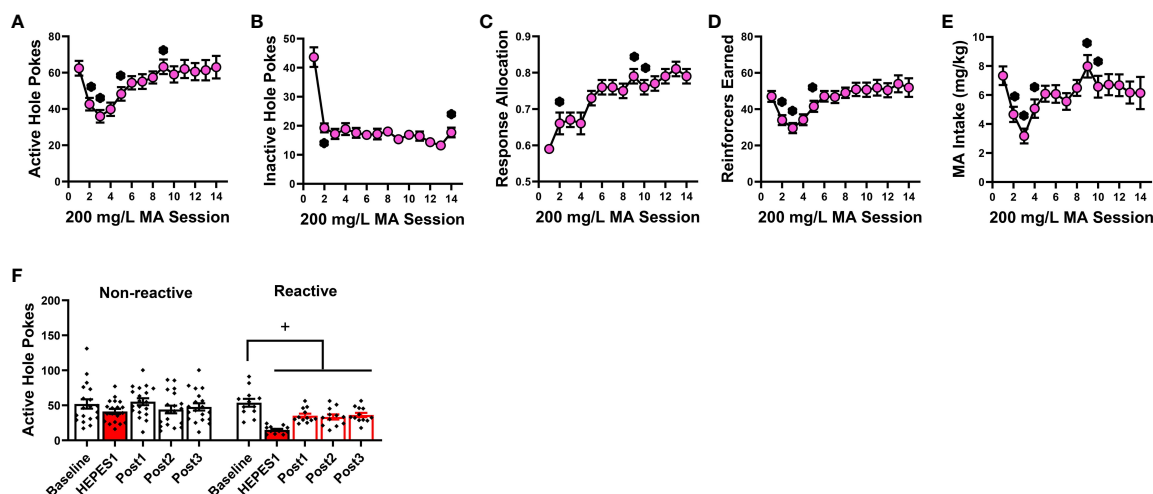 A
Active Hole Pokes
80
60
40
20
0
0 2 4 6 8 10 12 14
200 mg/L MA Session
B
Inactive Hole Pokes
50
40
30
20
10
0
0 2 4 6 8 10 12 14
200 mg/L MA Session
C
Response Allocation
0.9
0.8
0.7
0.6
0.5
0 2 4 6 8 10 12 14
200 mg/L MA Session
D
Reinforcers Earned
80
60
40
20
0
0 2 4 6 8 10 12 14
200 mg/L MA Session
E
MA Intake (mg/kg)
10
8
6
4
2
0
0 2 4 6 8 10 12 14
200 mg/L MA Session
F
Active Hole Pokes
200
150
100
50
0
Non-reactive
Reactive
+
Baseline
HEPES1
Post1
Post2
Post3
Baseline
HEPES1
Post1
Post2
Post3